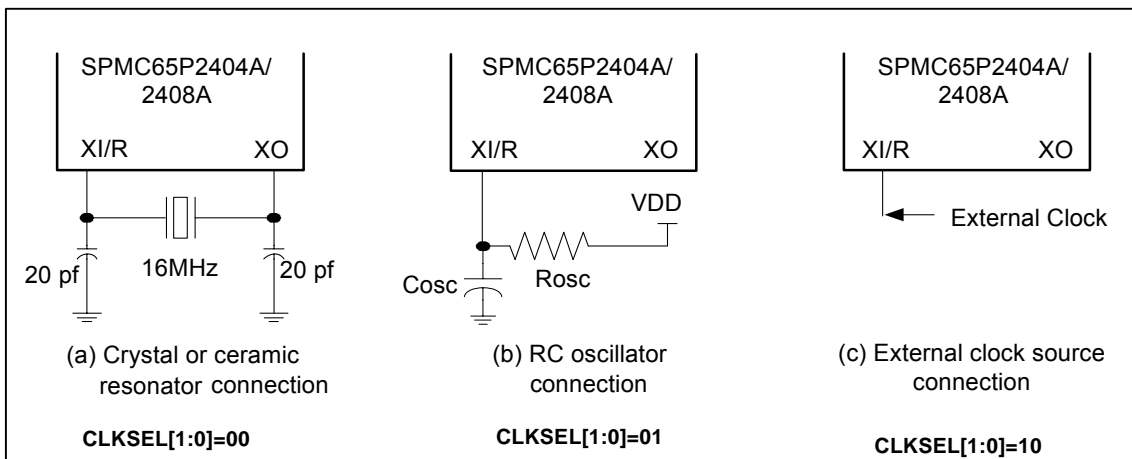 SPMC65P2404A/
2408A
XI/R
XO
16MHz
20 pf
20 pf
(a) Crystal or ceramic
resonator connection
CLKSEL[1:0]=00
SPMC65P2404A/
2408A
XI/R
XO
VDD
Cosc
Rosc
(b) RC oscillator
connection
CLKSEL[1:0]=01
SPMC65P2404A/
2408A
XI/R
XO
External Clock
(c) External clock source
connection
CLKSEL[1:0]=10